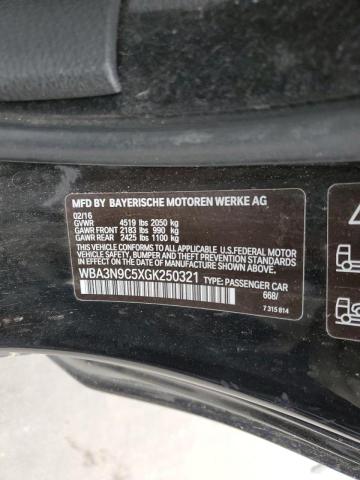 MFD BY BAYERISCHE MOTOREN WERKE AG
02/16
GVWR 4519 lbs 2050 kg
GAWR FRONT 2183 lbs 990 kg
GAWR REAR 2425 lbs 1100 kg
THIS VEHICLE CONFORMS TO ALL APPLICABLE U.S. FEDERAL MOTOR
VEHICLE SAFETY, BUMPER AND THEFT PREVENTION STANDARDS
IN EFFECT ON THE DATE OF MANUFACTURE SHOWN ABOVE.
WBA3N9C5XGK250321 TYPE: PASSENGER CAR
668/
7 315 814